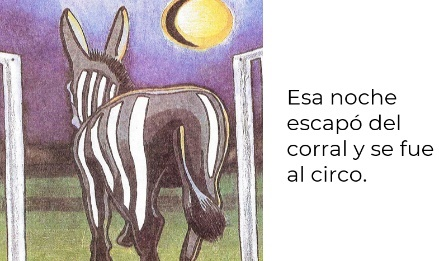 Esa noche
escapó del
corral y se fue
al circo.